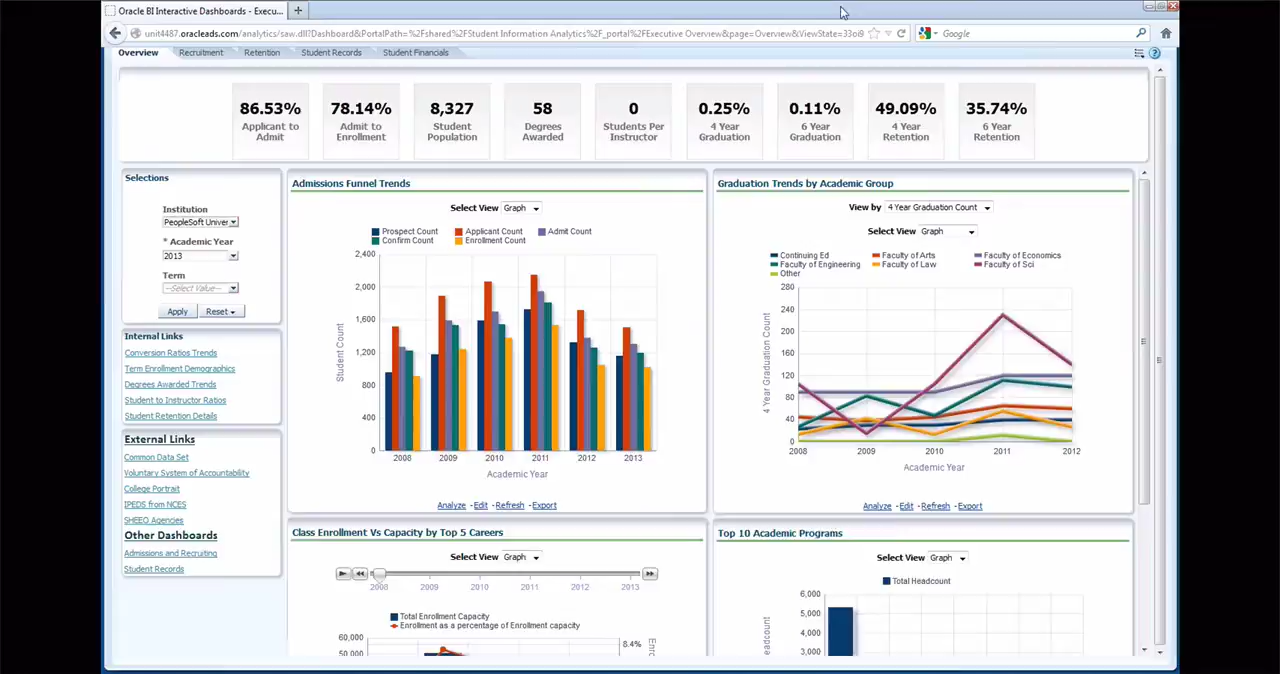 Oracle BI Interactive Dashboards - Execu...
unit4487.oracleads.com/analytics/saw.dll?Dashboard&PortalPath=%2Fshared%2FStudent Information Analytics%2F_portal%2FExecutive Overview&page=Overview&ViewState=33oi9
Google
Overview Recruitment Retention Student Records Student Financials
86.53% 78.14% 8,327 58 0 0.25% 0.11% 49.09% 35.74%
Applicant to Admit to Student Degrees Students Per 4 Year 6 Year 4 Year 6 Year
Admit Enrollment Population Awarded Instructor Graduation Graduation Retention Retention
Selections
Institution
PeopleSoft Univer
* Academic Year
2013
Term
--Select Value--
Apply Reset
Internal Links
Conversion Ratios Trends
Term Enrollment Demographics
Degrees Awarded Trends
Student to Instructor Ratios
Student Retention Details
External Links
Common Data Set
Voluntary System of Accountability
College Portrait
IPEDS from NCES
SHEEO Agencies
Other Dashboards
Admissions and Recruiting
Student Records
Admissions Funnel Trends
Select View Graph
Prospect Count Applicant Count Admit Count
Confirm Count Enrollment Count
2,400
2,000
1,600
1,200
800
400
0
Student Count
2008 2009 2010 2011 2012 2013
Academic Year
Analyze - Edit - Refresh - Export
Graduation Trends by Academic Group
View by 4 Year Graduation Count
Select View Graph
Continuing Ed Faculty of Arts Faculty of Economics
Faculty of Engineering Faculty of Law Faculty of Sci
Other
280
240
200
160
120
80
40
0
4 Year Graduation Count
2008 2009 2010 2011 2012
Academic Year
Analyze - Edit - Refresh - Export
Class Enrollment Vs Capacity by Top 5 Careers
Select View Graph
2008 2009 2010 2011 2012 2013
Total Enrollment Capacity
Enrollment as a percentage of Enrollment capacity
60,000
50,000
8.4%
Enro
Top 10 Academic Programs
Select View Graph
Total Headcount
6,000
5,000
4,000
3,000
eadcount